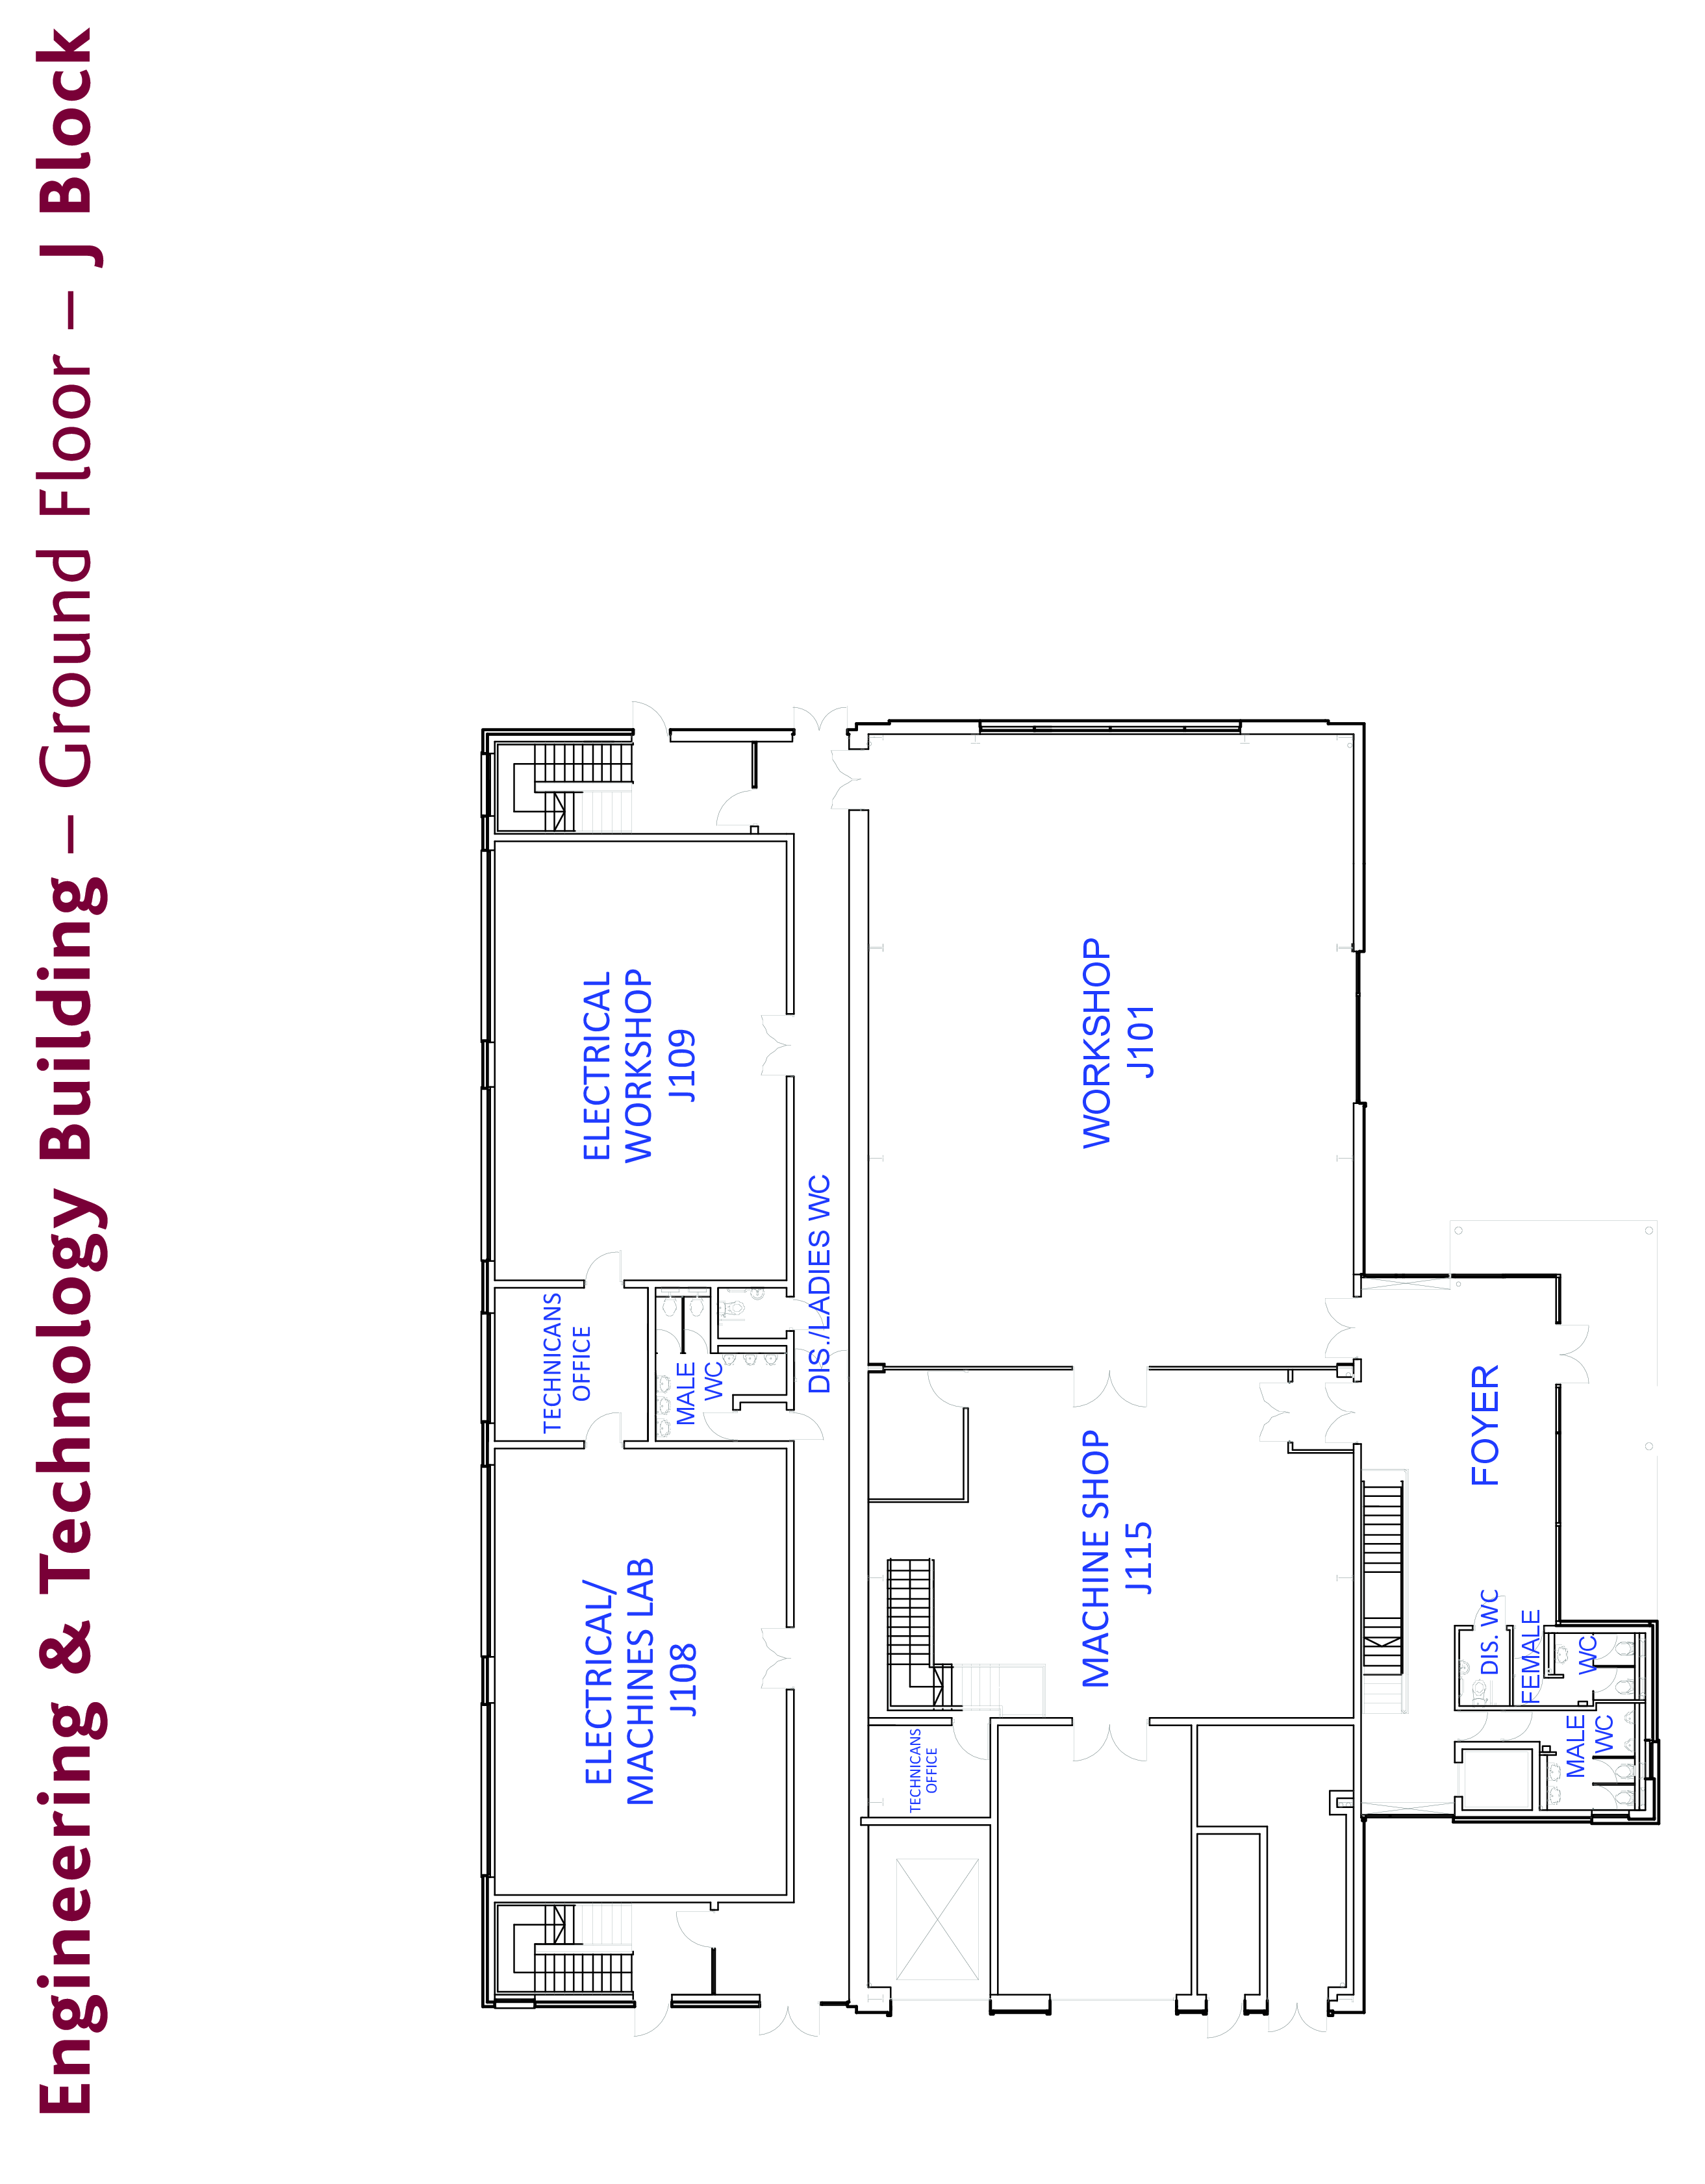 Engineering & Technology Building – Ground Floor – J Block
ELECTRICAL/
MACHINES LAB
J108
TECHNICANS
OFFICE
MALE
WC
ELECTRICAL
WORKSHOP
J109
DIS./LADIES WC
TECHNICANS
OFFICE
MACHINE SHOP
J115
WORKSHOP
J101
FOYER
DIS. WC
FEMALE
WC
MALE
WC